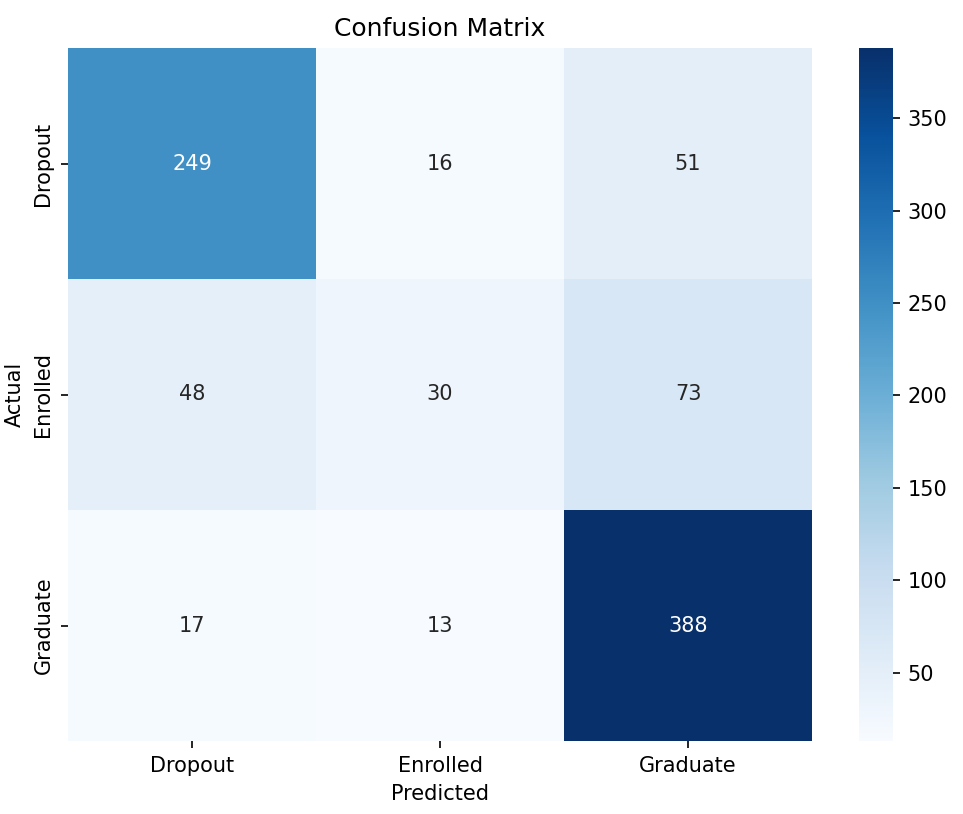 Confusion Matrix
Actual
Dropout
249 16 51
Enrolled
48 30 73
Graduate
17 13 388
Dropout Enrolled Graduate
Predicted
350
300
250
200
150
100
50